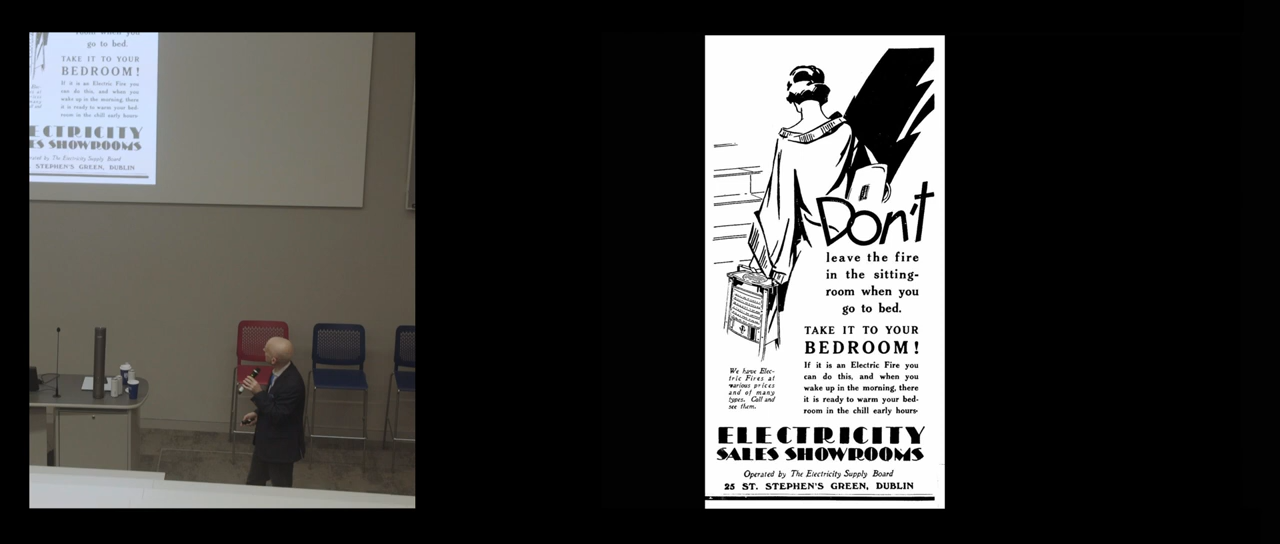 room when you
go to bed.
TAKE IT TO YOUR
BEDROOM!
If it is an Electric Fire you
can do this, and when you
wake up in the morning, there
it is ready to warm your bed-
room in the chill early hours-
ECTRICITY
ES SHOWROOMS
rated by The Electricity Supply Board
STEPHEN'S GREEN, DUBLIN
Don't
leave the fire
in the sitting-
room when you
go to bed.
TAKE IT TO YOUR
BEDROOM!
If it is an Electric Fire you
can do this, and when you
wake up in the morning, there
it is ready to warm your bed-
room in the chill early hours-
We have Elec-
tric Fires at
various prices
and of many
types. Call and
see them.
ELECTRICITY
SALES SHOWROOMS
Operated by The Electricity Supply Board
25 ST. STEPHEN'S GREEN, DUBLIN